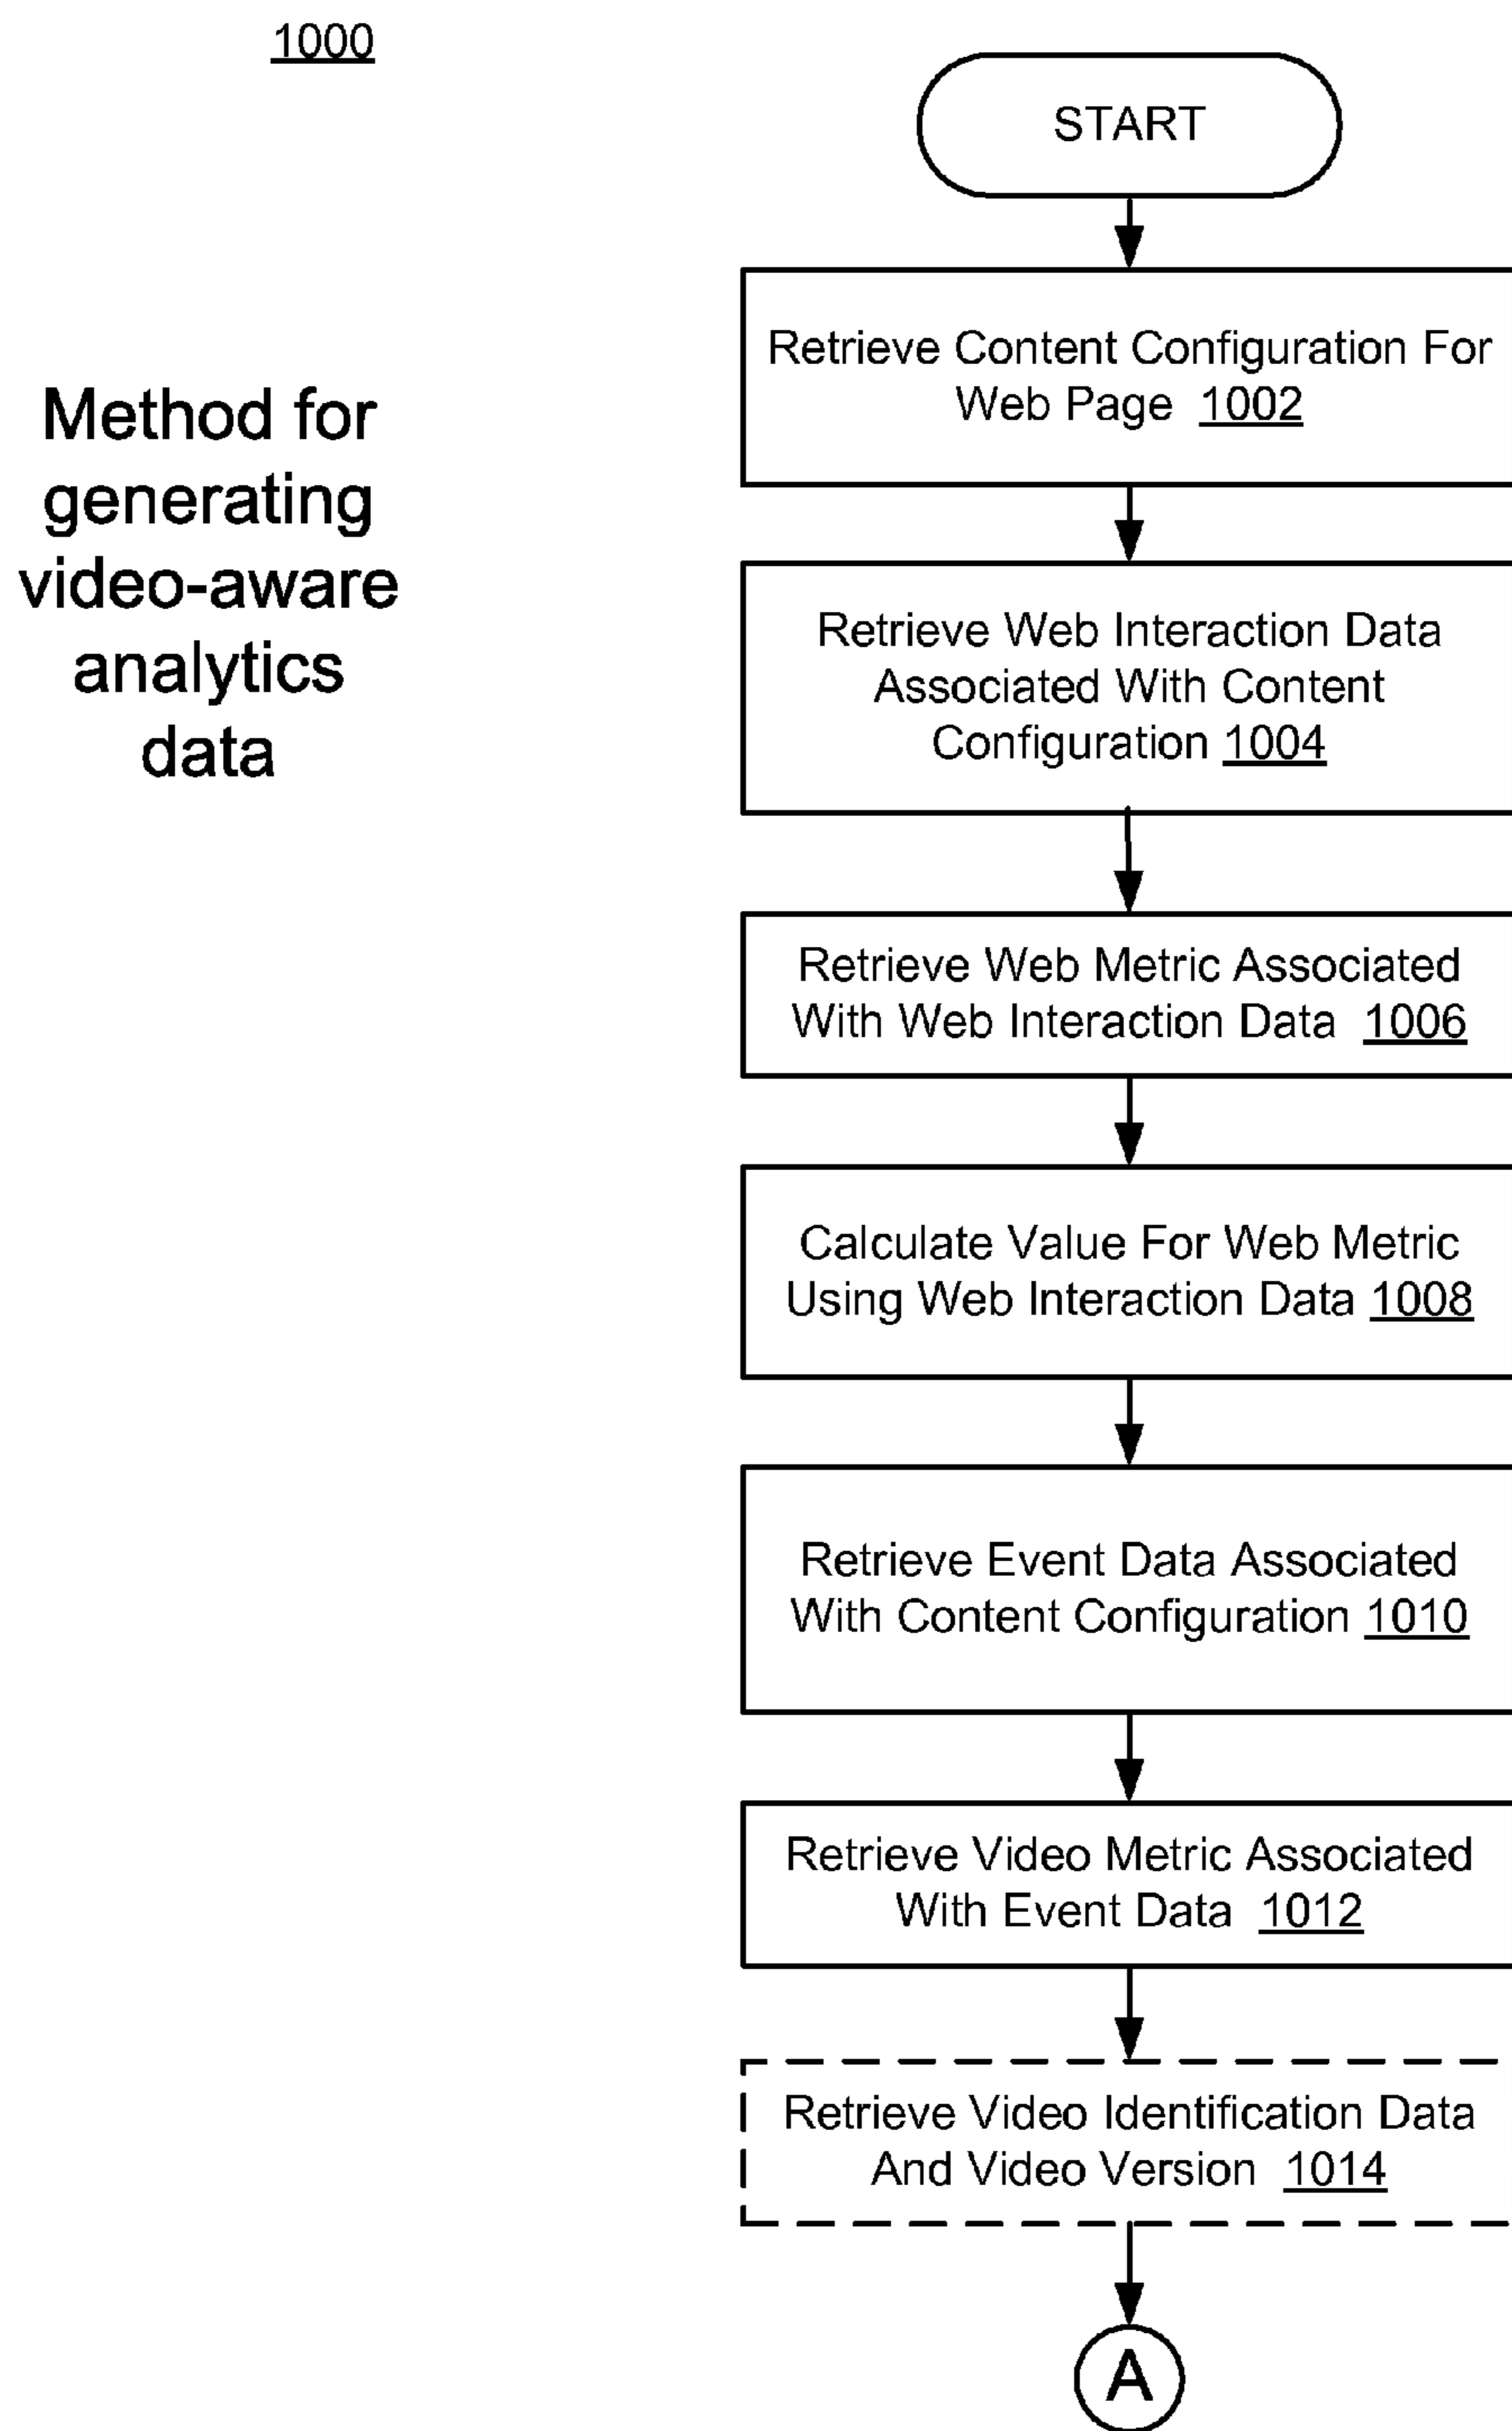 1000
Method for
generating
video-aware
analytics
data
START
Retrieve Content Configuration For
Web Page 1002
Retrieve Web Interaction Data
Associated With Content
Configuration 1004
Retrieve Web Metric Associated
With Web Interaction Data 1006
Calculate Value For Web Metric
Using Web Interaction Data 1008
Retrieve Event Data Associated
With Content Configuration 1010
Retrieve Video Metric Associated
With Event Data 1012
Retrieve Video Identification Data
And Video Version 1014
A